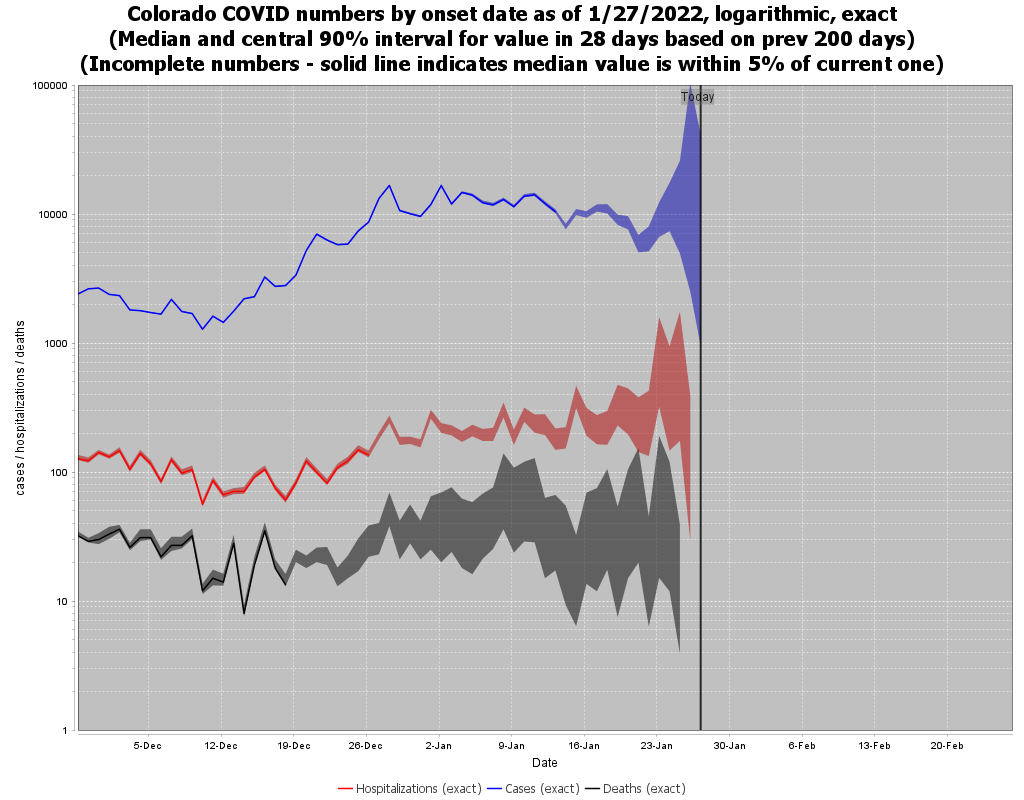 Colorado COVID numbers by onset date as of 1/27/2022, logarithmic, exact
(Median and central 90% interval for value in 28 days based on prev 200 days)
(Incomplete numbers - solid line indicates median value is within 5% of current one)
Today
100000
10000
1000
100
10
1
cases / hospitalizations / deaths
5-Dec 12-Dec 19-Dec 26-Dec 2-Jan 9-Jan 16-Jan 23-Jan 30-Jan 6-Feb 13-Feb 20-Feb
Date
Hospitalizations (exact) Cases (exact) Deaths (exact)